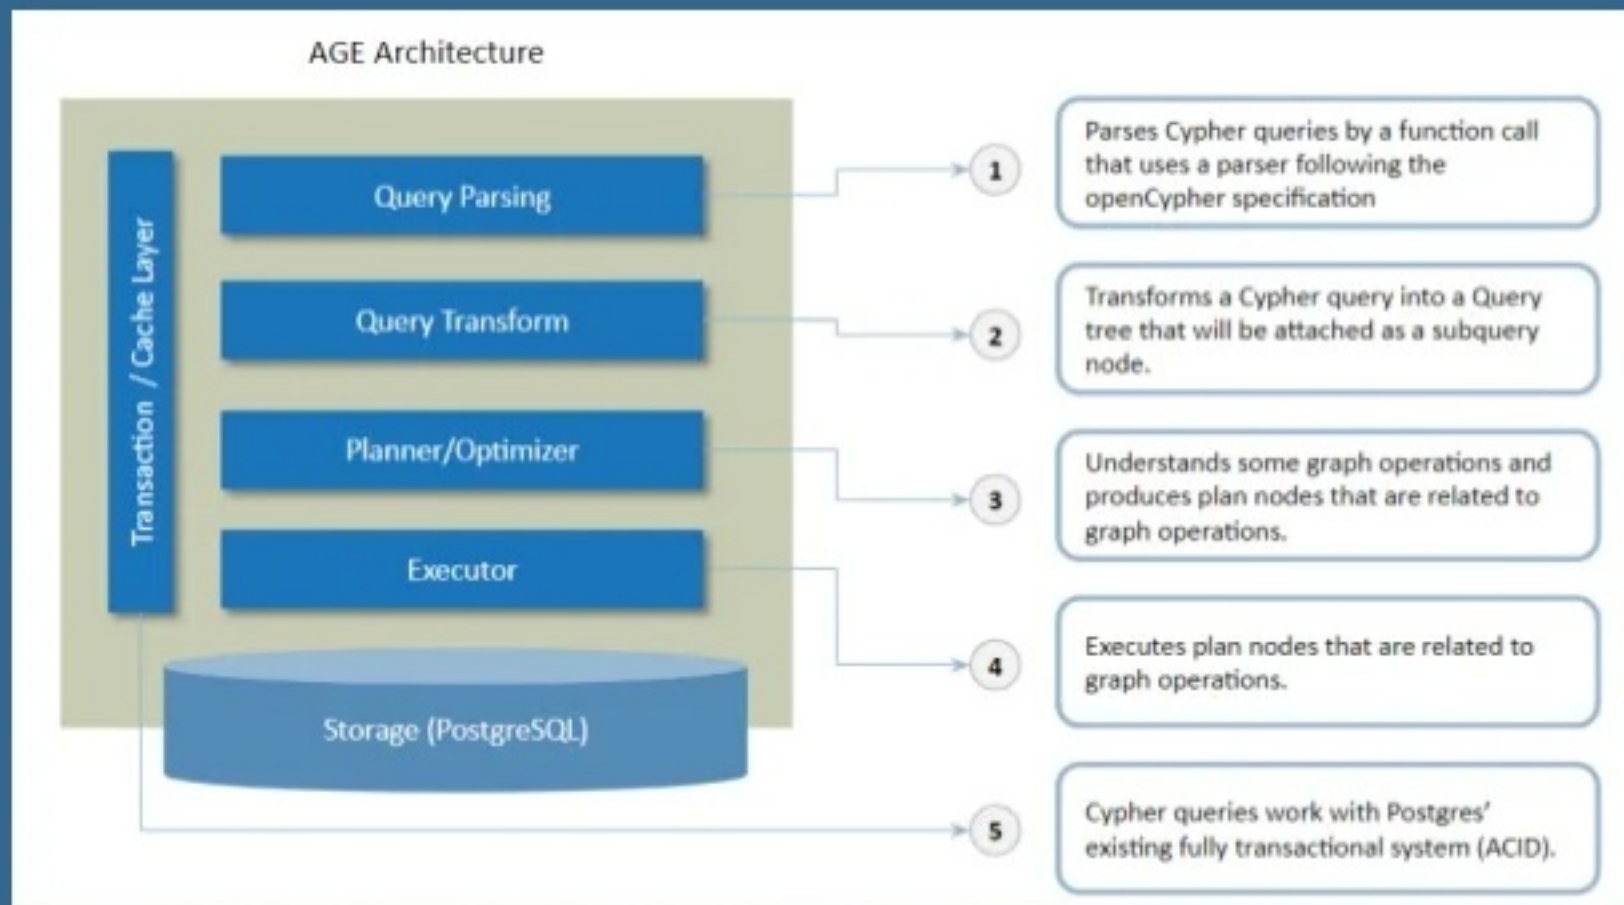 AGE Architecture
Transaction / Cache Layer
Query Parsing
Query Transform
Planner/Optimizer
Executor
Storage (PostgreSQL)
1
Parses Cypher queries by a function call
that uses a parser following the
openCypher specification
2
Transforms a Cypher query into a Query
tree that will be attached as a subquery
node.
3
Understands some graph operations and
produces plan nodes that are related to
graph operations.
4
Executes plan nodes that are related to
graph operations.
5
Cypher queries work with Postgres’
existing fully transactional system (ACID).